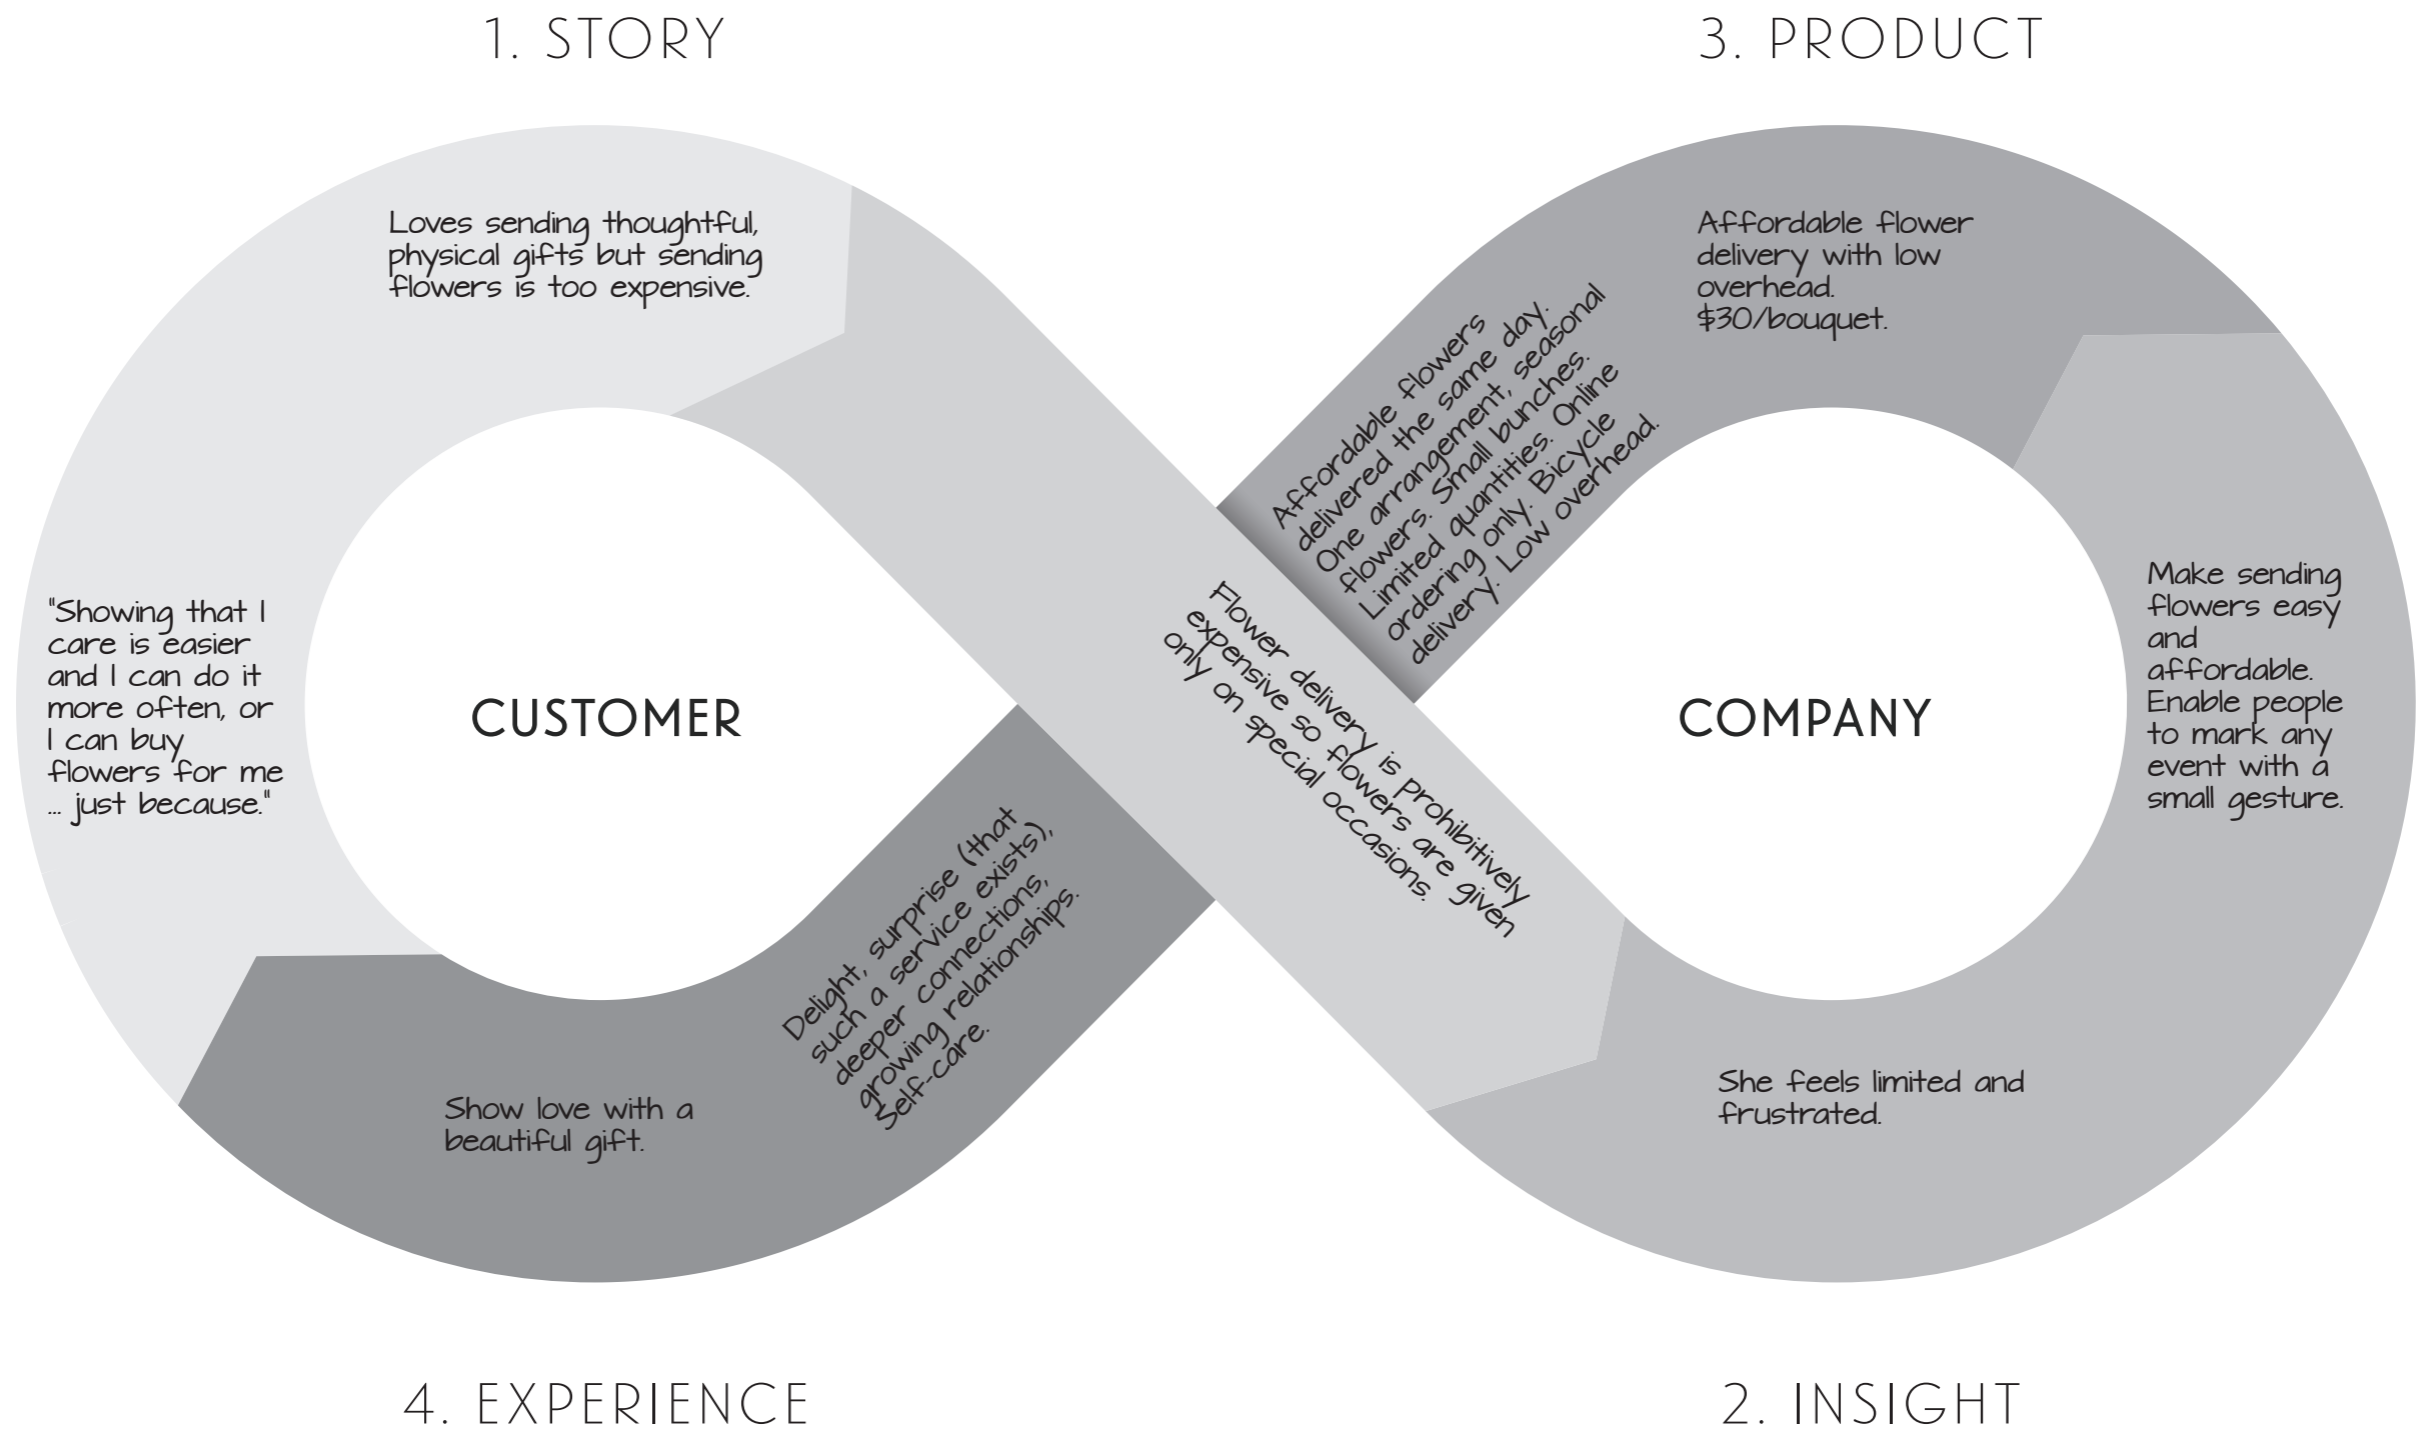 1. STORY
Loves sending thoughtful,
physical gifts but sending
flowers is too expensive.
Flower delivery is prohibitively
expensive so flowers are given
only on special occasions.
2. INSIGHT
She feels limited and
frustrated.
Make sending
flowers easy
and
affordable.
Enable people
to mark any
event with a
small gesture.
3. PRODUCT
Affordable flower
delivery with low
overhead.
$30/bouquet.
Affordable flowers
delivered the same day.
One arrangement, seasonal
flowers. Small bunches.
Limited quantities. Online
ordering only. Bicycle
delivery. Low overhead.
4. EXPERIENCE
Delight, surprise (that
such a service exists),
deeper connections,
growing relationships.
Self-care.
Show love with a
beautiful gift.
"Showing that I
care is easier
and I can do it
more often, or
I can buy
flowers for me
... just because."
CUSTOMER
COMPANY